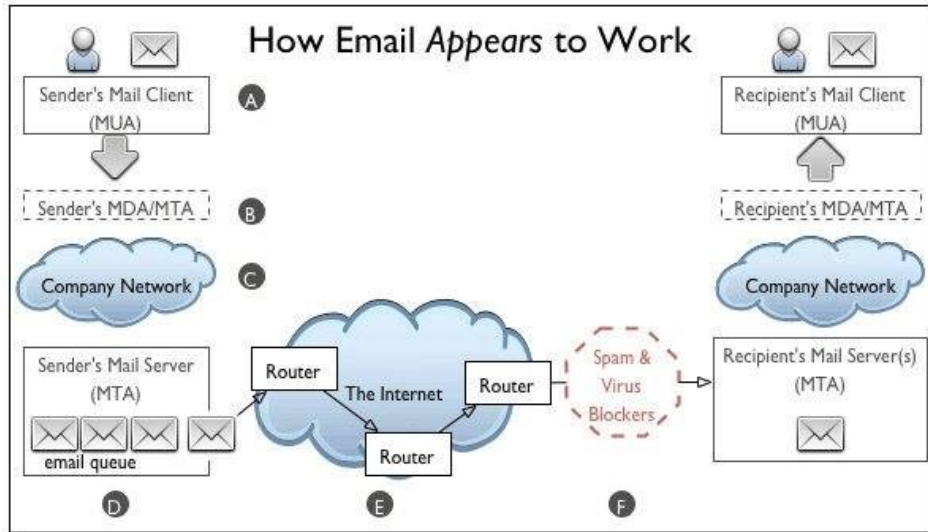 How Email Appears to Work
Sender's Mail Client
(MUA)
A
Recipient's Mail Client
(MUA)
Sender's MDA/MTA
B
Recipient's MDA/MTA
Company Network
C
Company Network
Sender's Mail Server
(MTA)
email queue
Router
The Internet
Router
Router
Spam &
Virus
Blockers
Recipient's Mail Server(s)
(MTA)
D
E
F